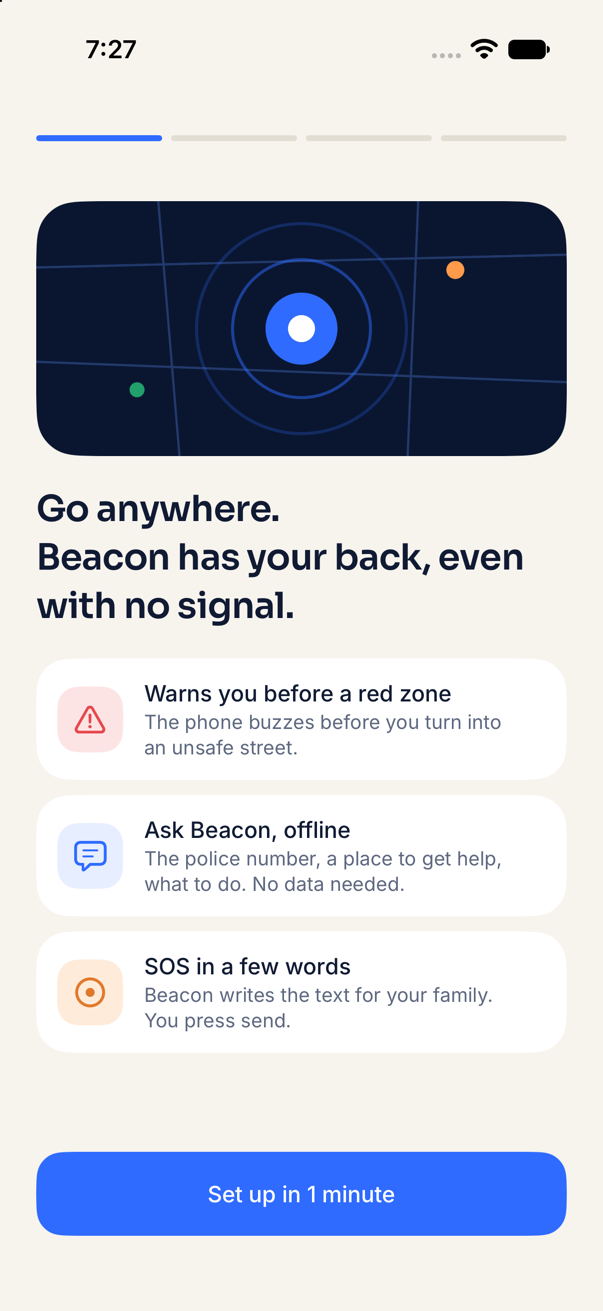 7:27
Go anywhere.
Beacon has your back, even
with no signal.
Warns you before a red zone
The phone buzzes before you turn into
an unsafe street.
Ask Beacon, offline
The police number, a place to get help,
what to do. No data needed.
SOS in a few words
Beacon writes the text for your family.
You press send.
Set up in 1 minute